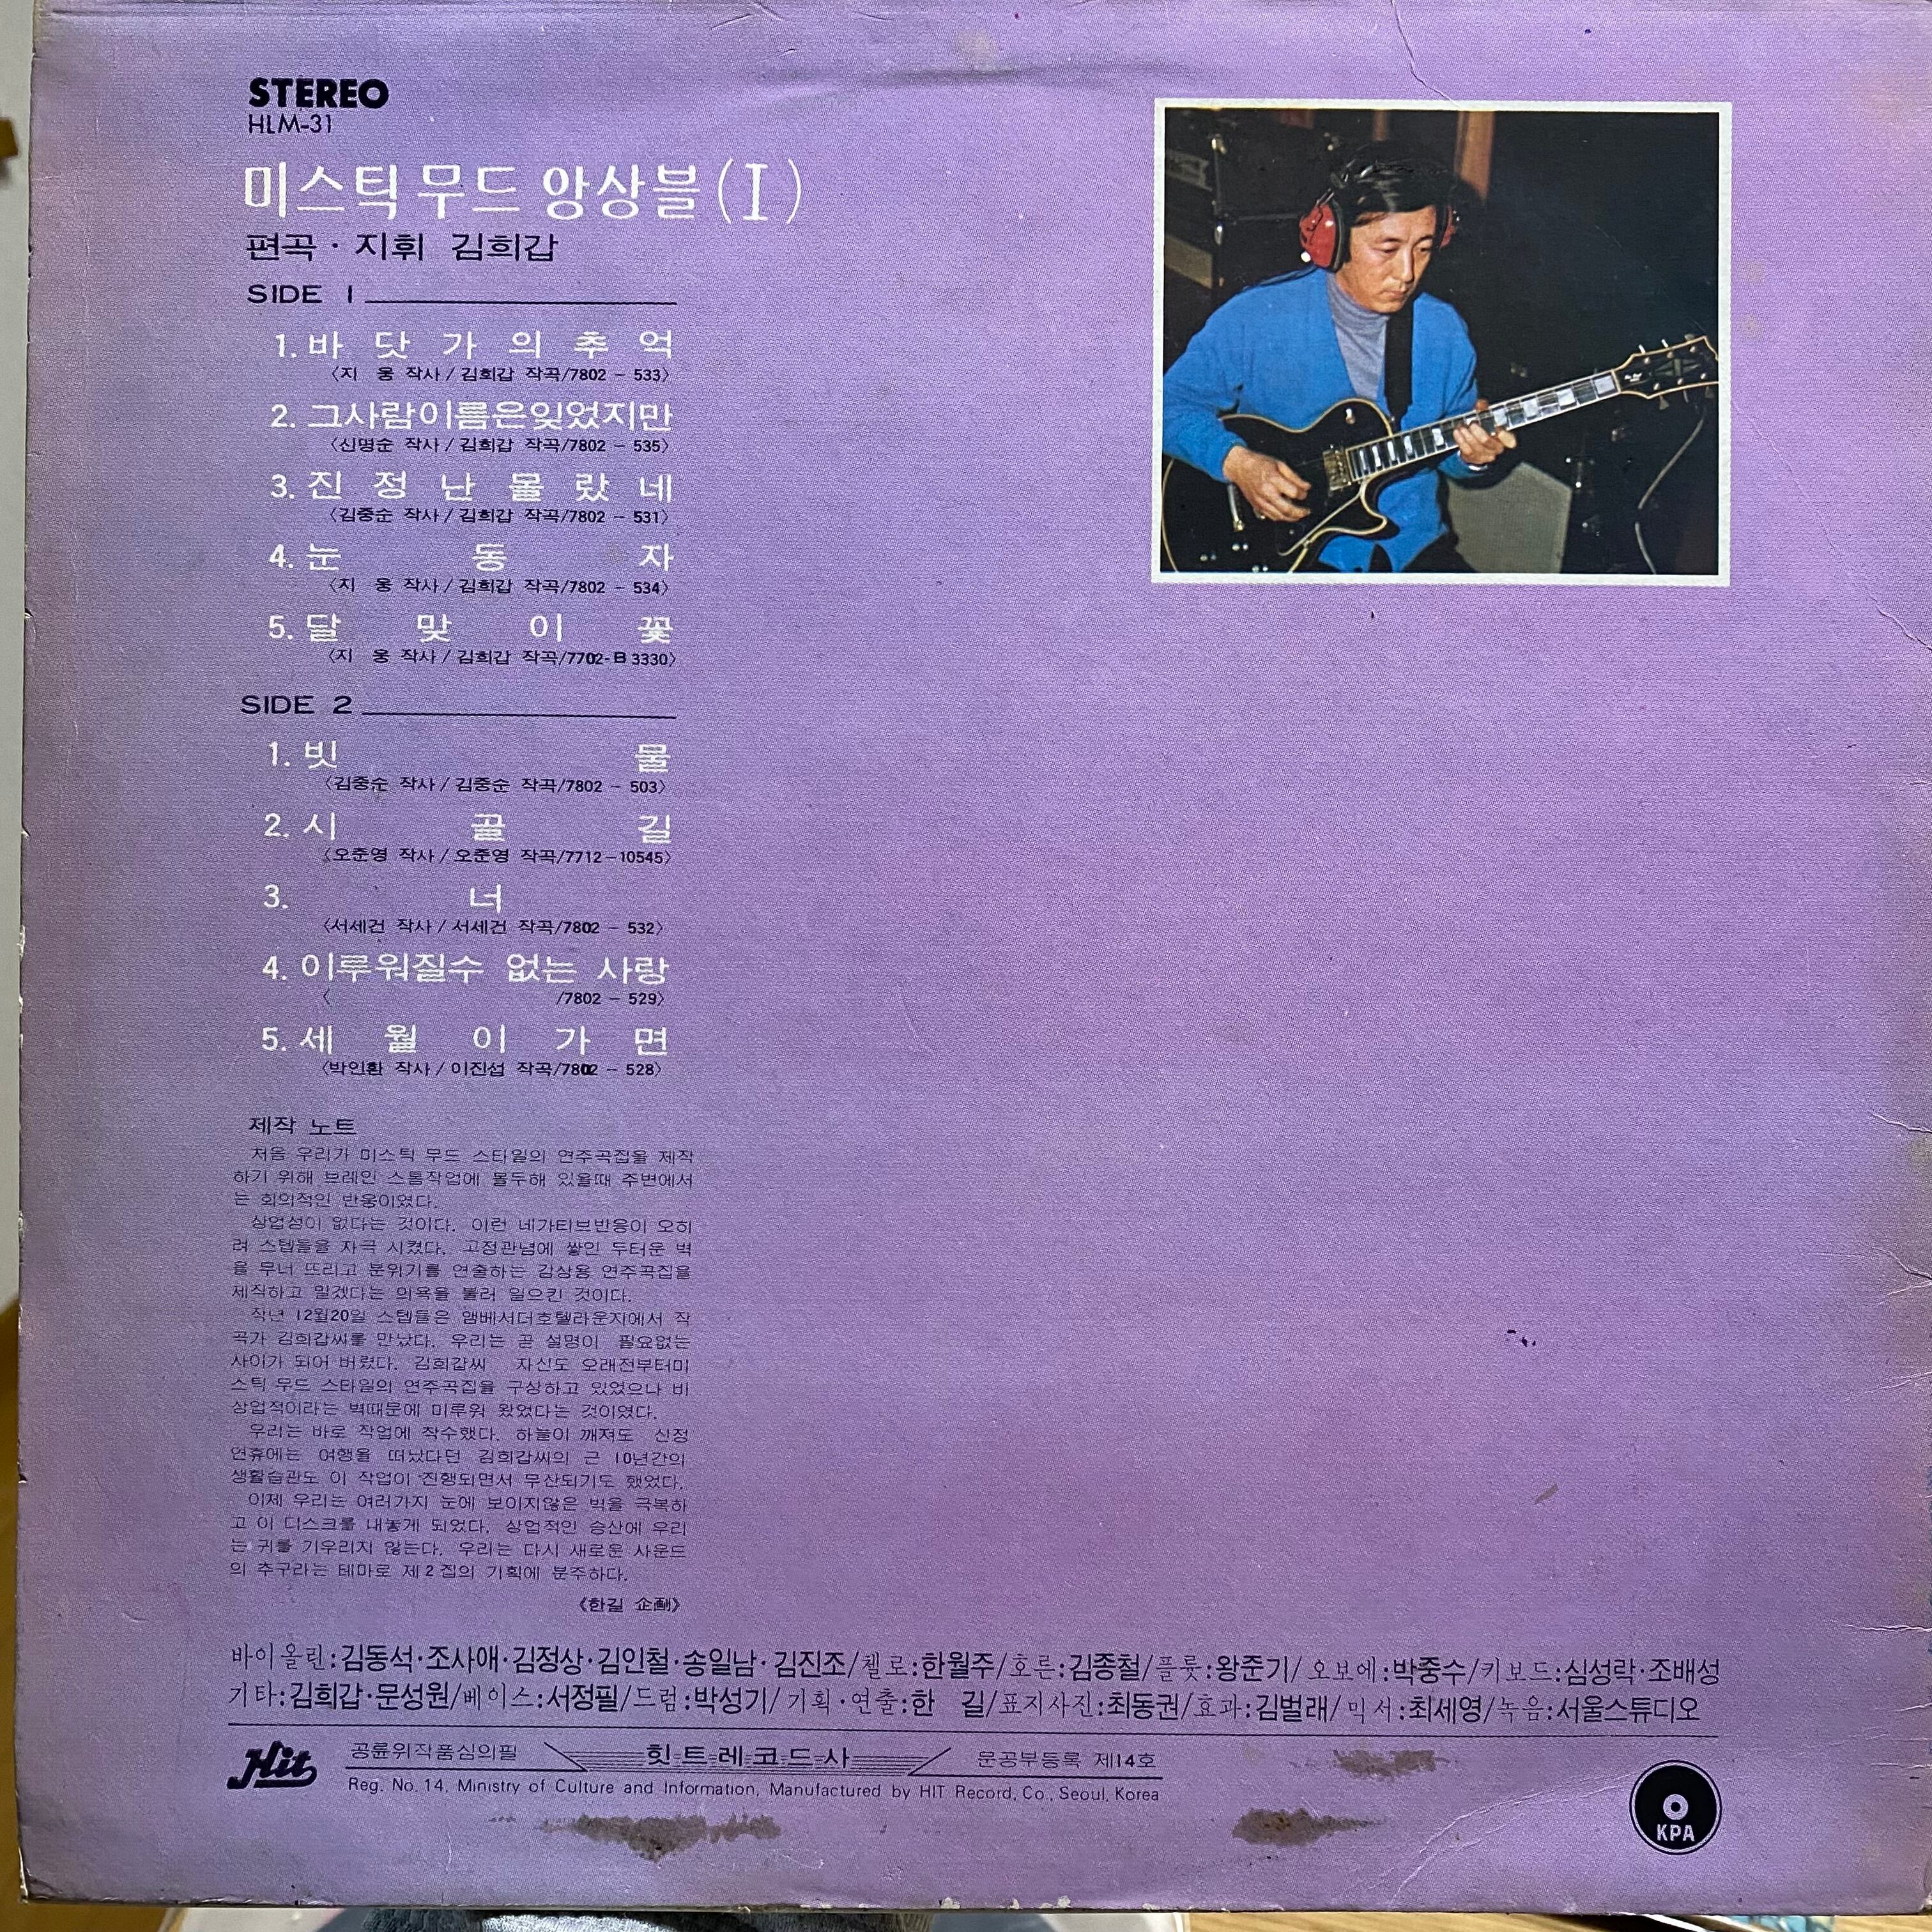 STEREO
HLM-31
미스틱 무드 앙상블 (I)
편곡 · 지휘 김희갑
SIDE 1
1. 바닷가의추억
〈지 웅 작사 / 김희갑 작곡/7802 - 533〉
2. 그사람이름은잊었지만
〈신명순 작사 / 김희갑 작곡/7802 - 535〉
3. 진정난몰랐네
〈김중순 작사 / 김희갑 작곡/7802 - 531〉
4. 눈동자
〈지 웅 작사 / 김희갑 작곡/7802 - 534〉
5. 달맞이꽃
〈지 웅 작사 / 김희갑 작곡/7702-B 3330〉
SIDE 2
1. 빗물
〈김중순 작사 / 김중순 작곡/7802 - 503〉
2. 시골길
〈오준영 작사 / 오준영 작곡/7712-10545〉
3. 너
〈서세건 작사 / 서세건 작곡/7802 - 532〉
4. 이루워질수 없는 사랑
〈 /7802 - 529〉
5. 세월이가면
〈박인환 작사 / 이진섭 작곡/7802 - 528〉
제작 노트
처음 우리가 미스틱 무드 스타일의 연주곡집을 제작
하기 위해 브레인 스톰작업에 몰두해 있을때 주변에서
는 회의적인 반응이였다.
상업성이 없다는 것이다. 이런 네가티브반응이 오히
려 스텝들을 자극 시켰다. 고정관념에 쌓인 두터운 벽
을 무너 뜨리고 분위기를 연출하는 감상용 연주곡집을
제작하고 말겠다는 의욕을 불러 일으킨 것이다.
작년 12월20일 스텝들은 앰베서더호텔라운지에서 작
곡가 김희갑씨를 만났다. 우리는 곧 설명이 필요없는
사이가 되어 버렸다. 김희갑씨 자신도 오래전부터미
스틱 무드 스타일의 연주곡집을 구상하고 있었으나 비
상업적이라는 벽때문에 미루워 왔었다는 것이였다.
우리는 바로 작업에 착수했다. 하늘이 깨져도 신정
연휴에는 여행을 떠났다던 김희갑씨의 근 10년간의
생활습관도 이 작업이 진행되면서 무산되기도 했었다.
이제 우리는 여러가지 눈에 보이지않은 벽을 극복하
고 이 디스크를 내놓게 되었다. 상업적인 승산에 우리
는 귀를 기우리지 않는다. 우리는 다시 새로운 사운드
의 추구라는 테마로 제2집의 기획에 분주하다.
《한길 企劃》
바이올린:김동석·조사애·김정상·김인철·송일남·김진조/첼로:한월주/호른:김종철/플륫:왕준기/오보에:박중수/키보드:심성락·조배성
기타:김희갑·문성원/베이스:서정필/드럼:박성기/기획·연출:한 길/표지사진:최동권/효과:김벌래/믹서:최세영/녹음:서울스튜디오
Hit
공륜위작품심의필
힛트레코드사
문공부등록 제14호
Reg. No. 14, Ministry of Culture and Information, Manufactured by HIT Record, Co., Seoul, Korea
KPA